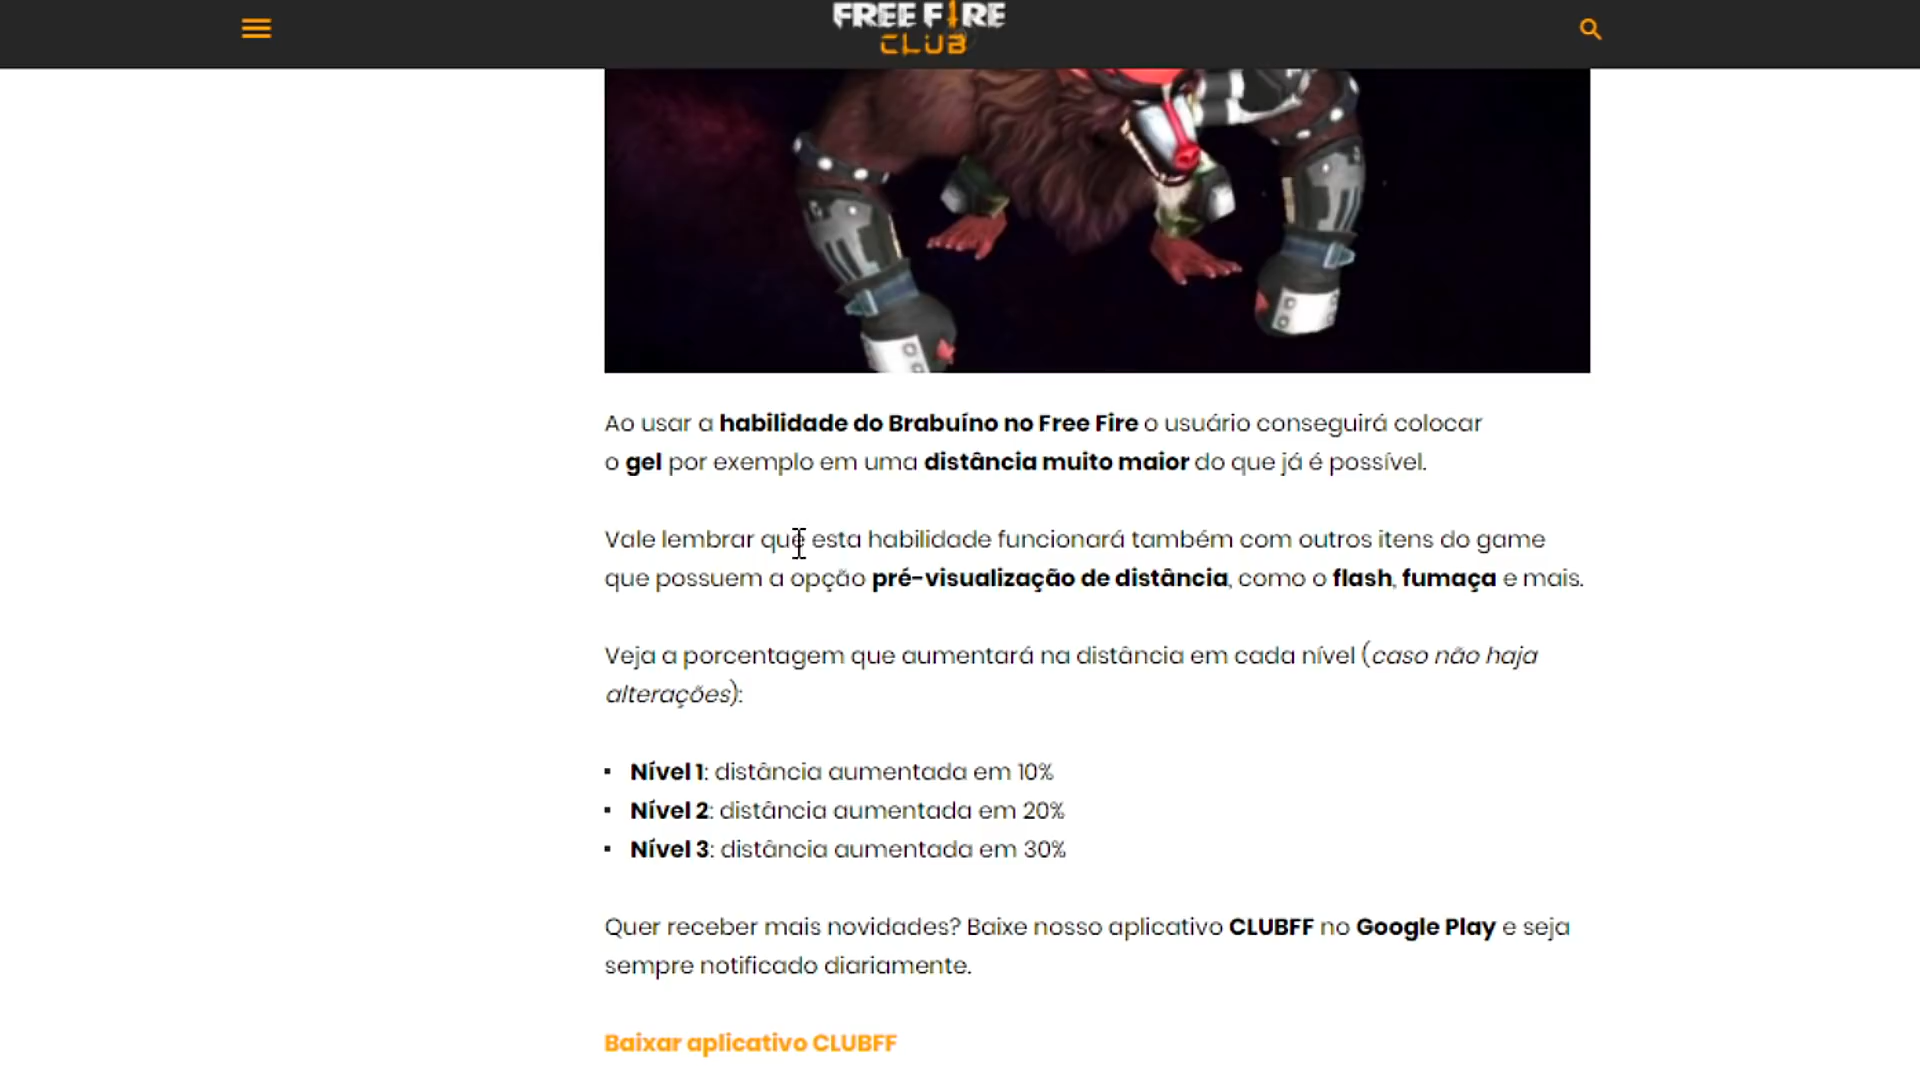 FREE FIRE
CLUB
Ao usar a habilidade do Brabuíno no Free Fire o usuário conseguirá colocar
o gel por exemplo em uma distância muito maior do que já é possível.
Vale lembrar que esta habilidade funcionará também com outros itens do game
que possuem a opção pré-visualização de distância, como o flash, fumaça e mais.
Veja a porcentagem que aumentará na distância em cada nível (caso não haja
alterações):
▪ Nível 1: distância aumentada em 10%
▪ Nível 2: distância aumentada em 20%
▪ Nível 3: distância aumentada em 30%
Quer receber mais novidades? Baixe nosso aplicativo CLUBFF no Google Play e seja
sempre notificado diariamente.
Baixar aplicativo CLUBFF